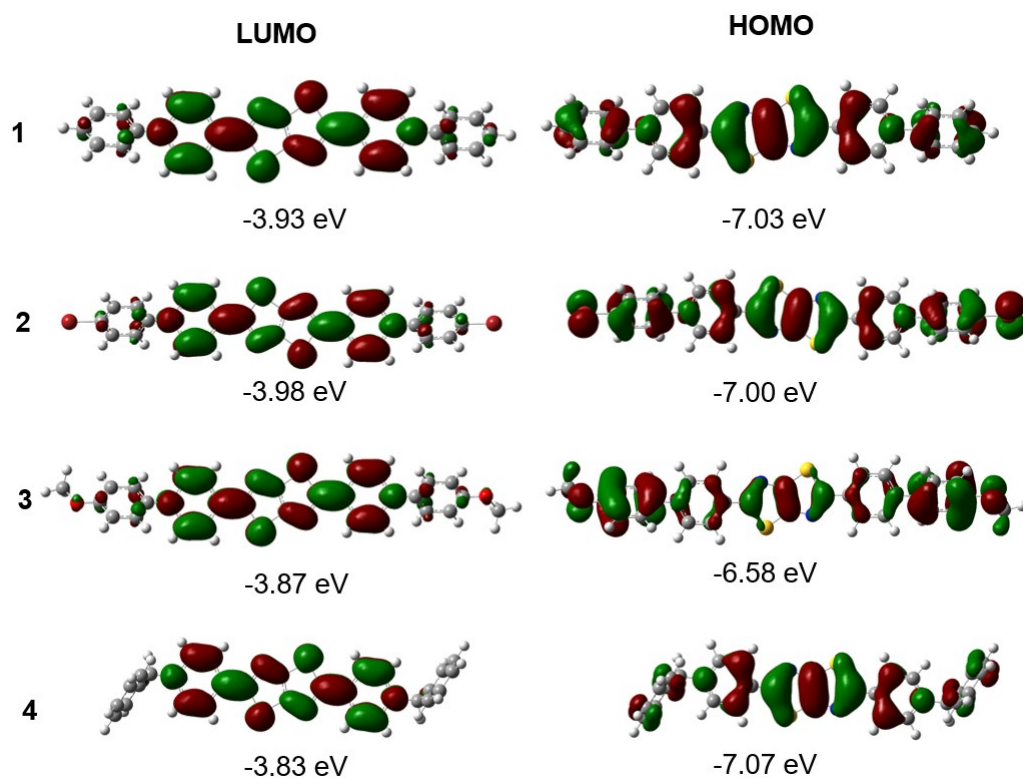 LUMO HOMO
1
-3.93 eV -7.03 eV
2
-3.98 eV -7.00 eV
3
-3.87 eV -6.58 eV
4
-3.83 eV -7.07 eV